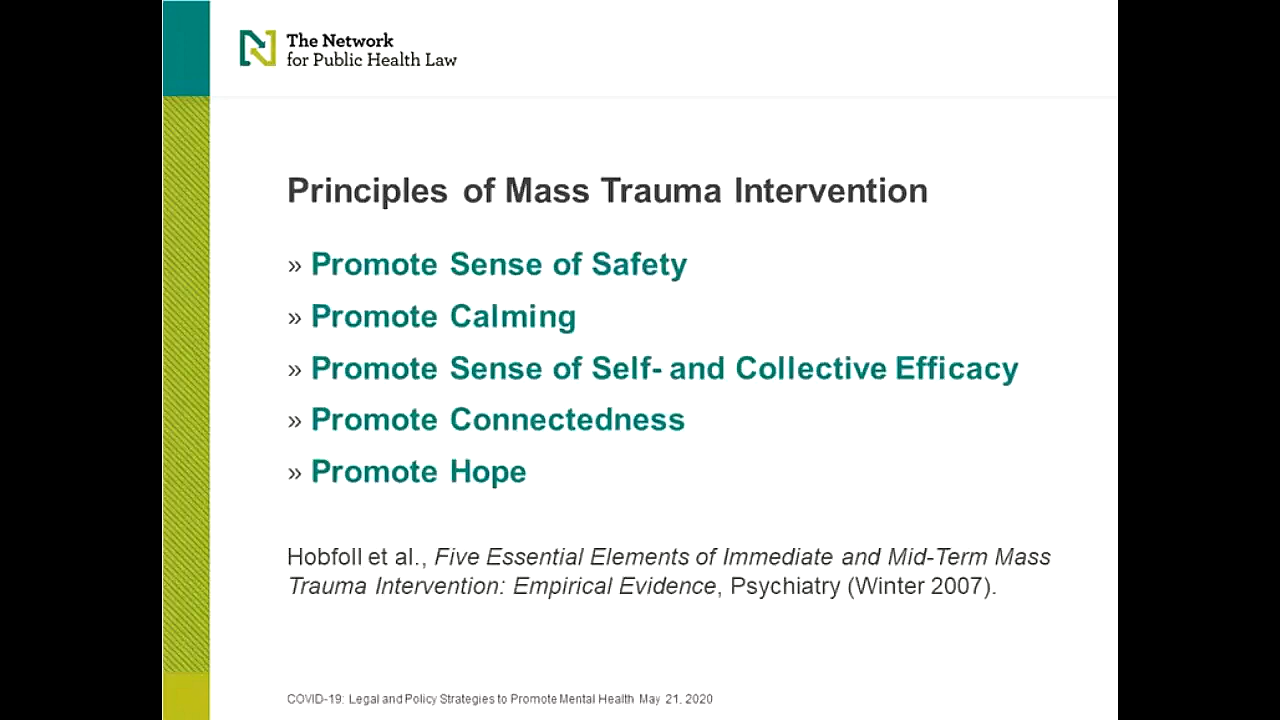 The Network
for Public Health Law
Principles of Mass Trauma Intervention
» Promote Sense of Safety
» Promote Calming
» Promote Sense of Self- and Collective Efficacy
» Promote Connectedness
» Promote Hope
Hobfoll et al., Five Essential Elements of Immediate and Mid-Term Mass
Trauma Intervention: Empirical Evidence, Psychiatry (Winter 2007).
COVID-19: Legal and Policy Strategies to Promote Mental Health May 21, 2020